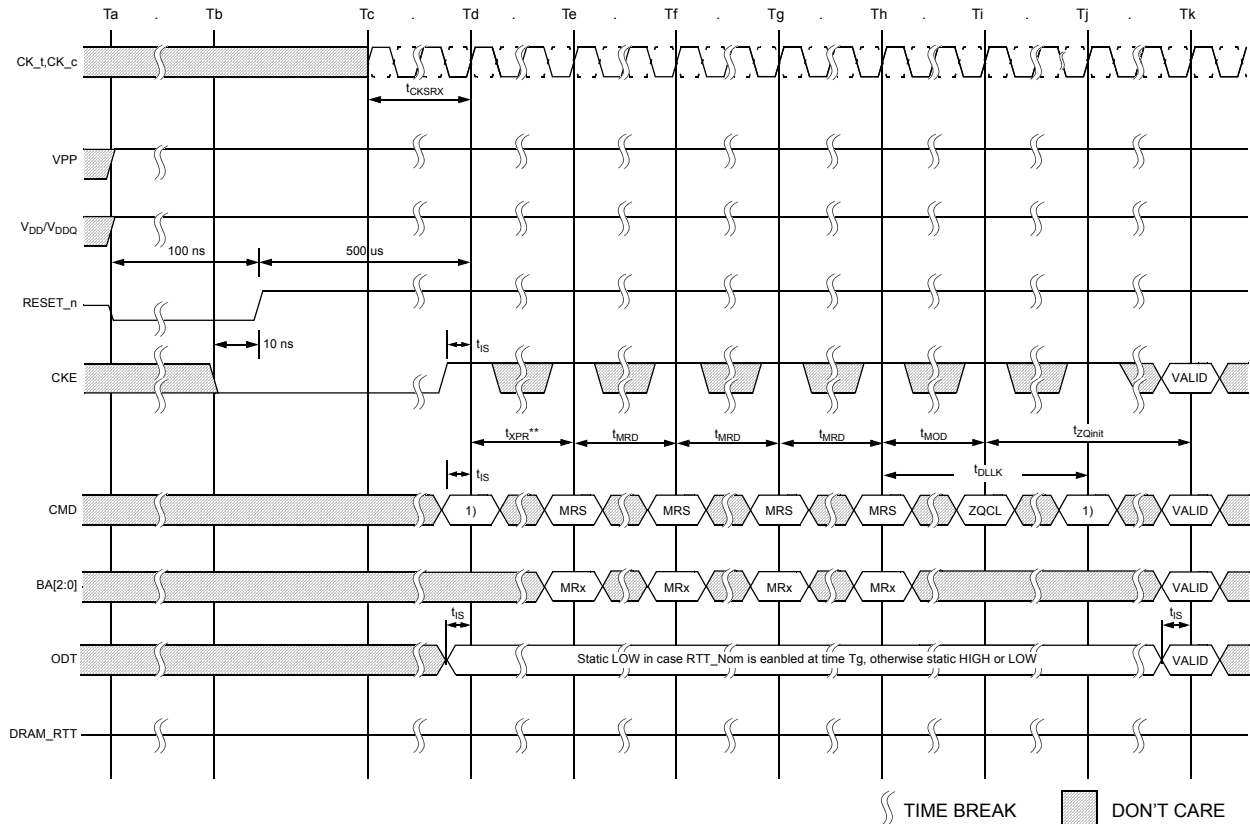 Ta . Tb Tc . Td . Te . Tf . Tg . Th . Ti . Tj . Tk
CK_t,CK_c
tCKSRX
VPP
VDD/VDDQ
100 ns 500 us
RESET_n
10 ns tIS
CKE VALID
tXPR** tMRD tMRD tMRD tMOD tZQinit
tIS tDLLK
CMD 1) MRS MRS MRS MRS ZQCL 1) VALID
BA[2:0] MRx MRx MRx MRx VALID
tIS tIS
ODT Static LOW in case RTT_Nom is eanbled at time Tg, otherwise static HIGH or LOW VALID
DRAM_RTT
TIME BREAK DON'T CARE